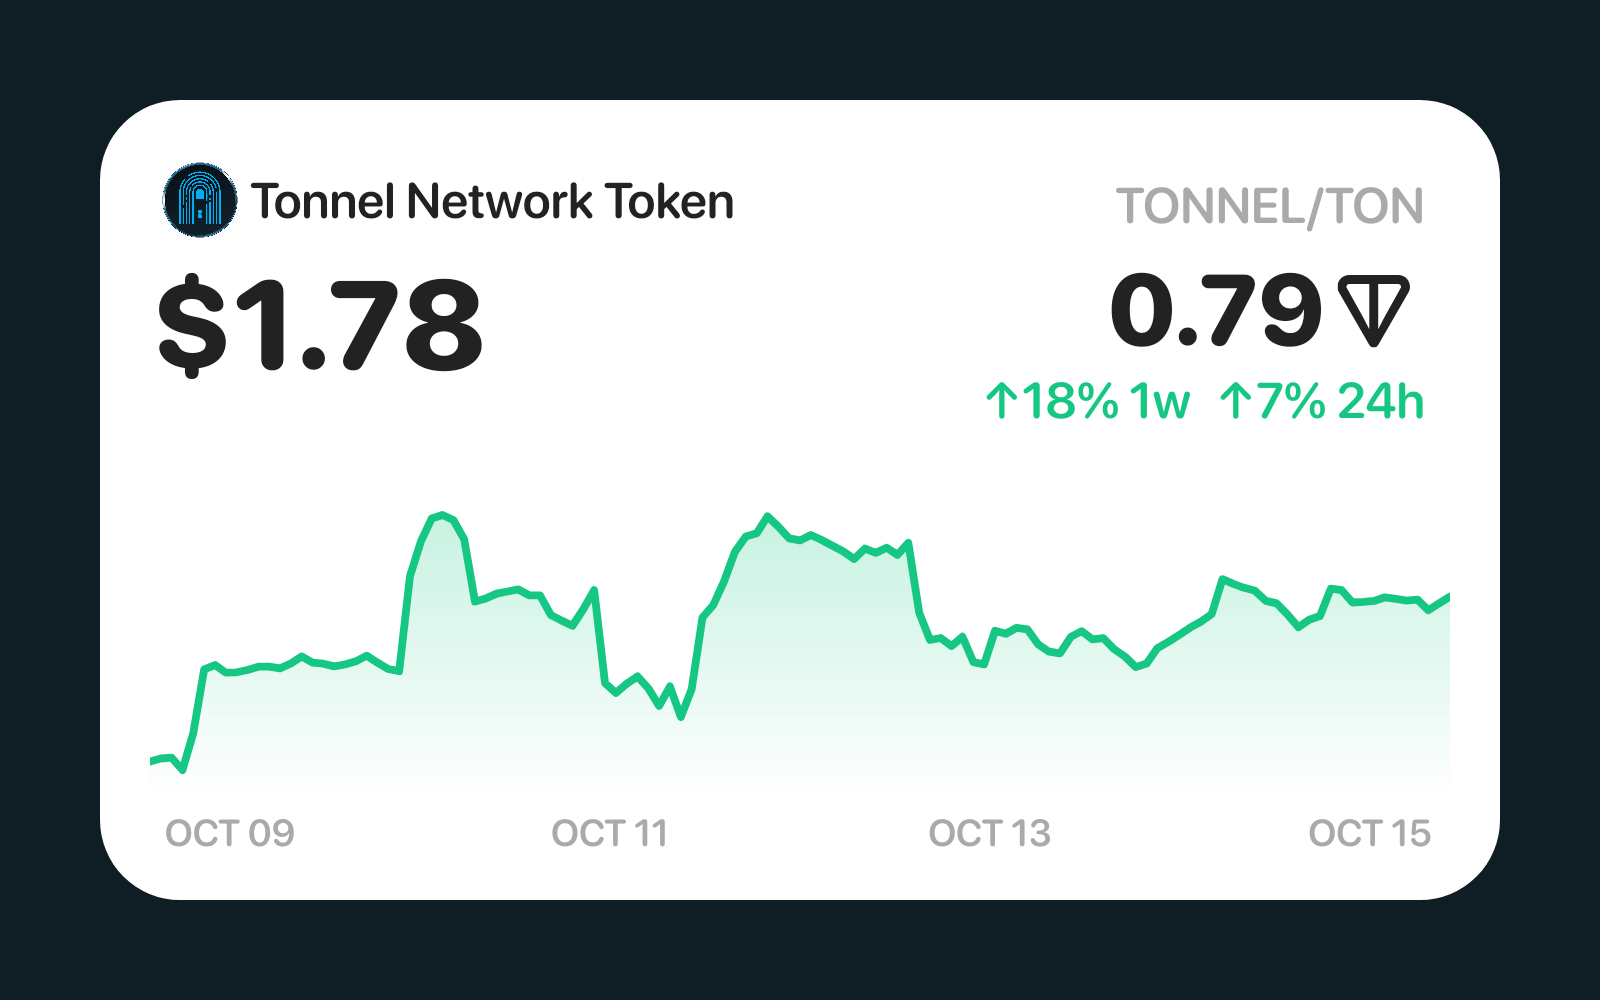 Tonnel Network Token
TONNEL/TON
$1.78
0.79
↑18% 1w ↑7% 24h
OCT 09 OCT 11 OCT 13 OCT 15